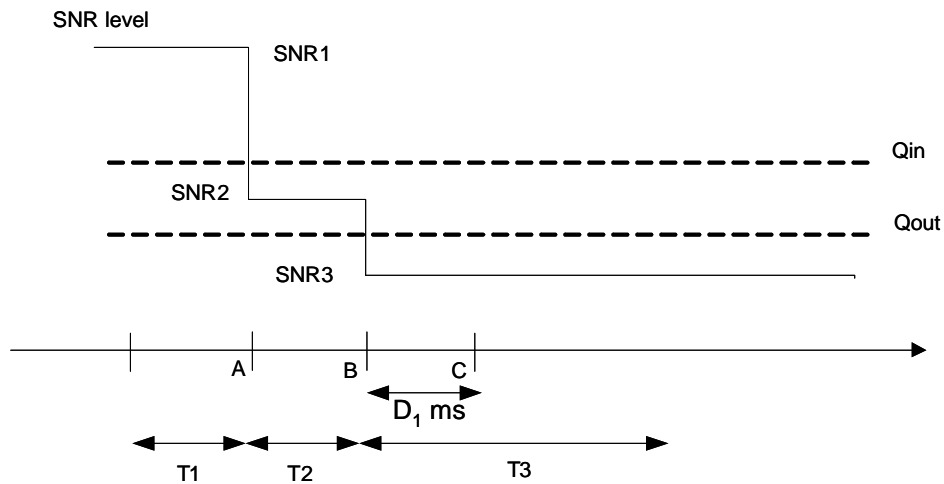 SNR level
SNR1
Qin
SNR2
Qout
SNR3
A
B
C
D₁ ms
T1
T2
T3